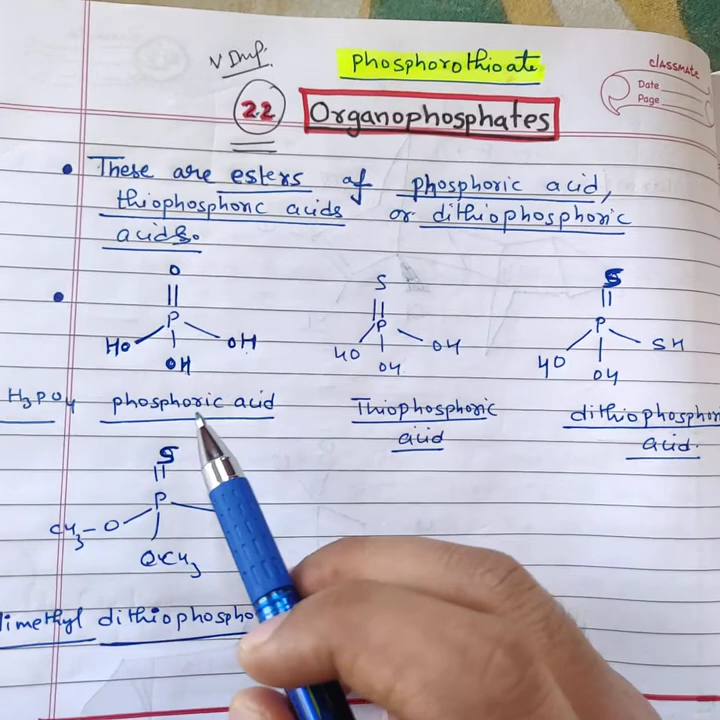 V Imp.
Phosphorothioate
classmate
Date
Page
22
Organophosphates
• These are esters of phosphoric acid,
thiophosphoric acids or dithiophosphoric
acids.
O S S
|| || ||
P P P
HO OH HO OH HO SH
OH OH OH
H3PO4 phosphoric acid Thiophosphoric dithiophosphor
acid acid.
S
||
P
CH3-O
OCH3
dimethyl dithiophospho